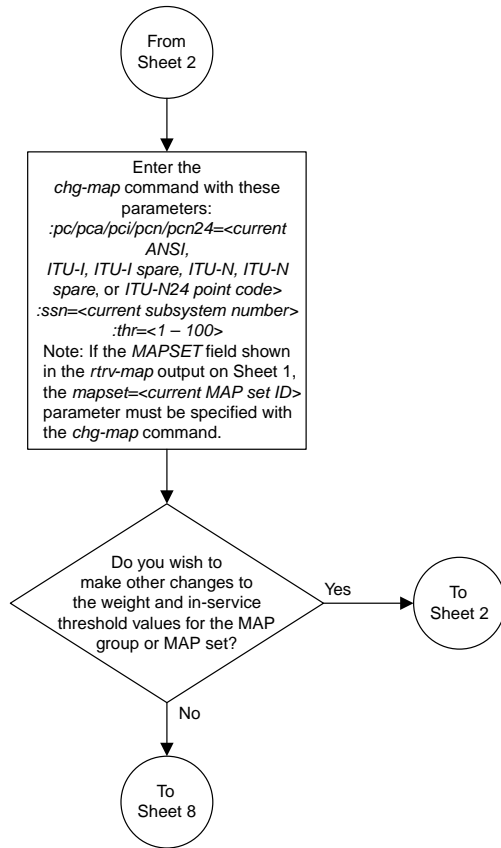 From
Sheet 2
Enter the
chg-map command with these
parameters:
:pc/pca/pci/pcn/pcn24=<current
ANSI,
ITU-I, ITU-I spare, ITU-N, ITU-N
spare, or ITU-N24 point code>
:ssn=<current subsystem number>
:thr=<1 – 100>
Note: If the MAPSET field shown
in the rtrv-map output on Sheet 1,
the mapset=<current MAP set ID>
parameter must be specified with
the chg-map command.
Do you wish to
make other changes to
the weight and in-service
threshold values for the MAP
group or MAP set?
Yes
To
Sheet 2
No
To
Sheet 8